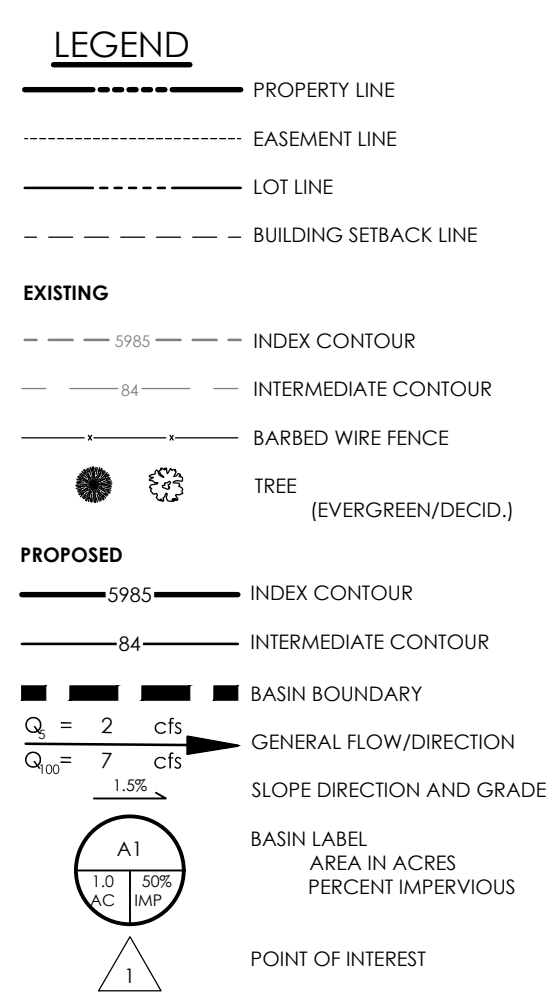 LEGEND
PROPERTY LINE
EASEMENT LINE
LOT LINE
BUILDING SETBACK LINE
EXISTING
5985 INDEX CONTOUR
84 INTERMEDIATE CONTOUR
x x BARBED WIRE FENCE
TREE
(EVERGREEN/DECID.)
PROPOSED
5985 INDEX CONTOUR
84 INTERMEDIATE CONTOUR
BASIN BOUNDARY
Q5 = 2 cfs
GENERAL FLOW/DIRECTION
Q100= 7 cfs
1.5% SLOPE DIRECTION AND GRADE
A1
1.0 AC
50% IMP
BASIN LABEL
AREA IN ACRES
PERCENT IMPERVIOUS
1 POINT OF INTEREST